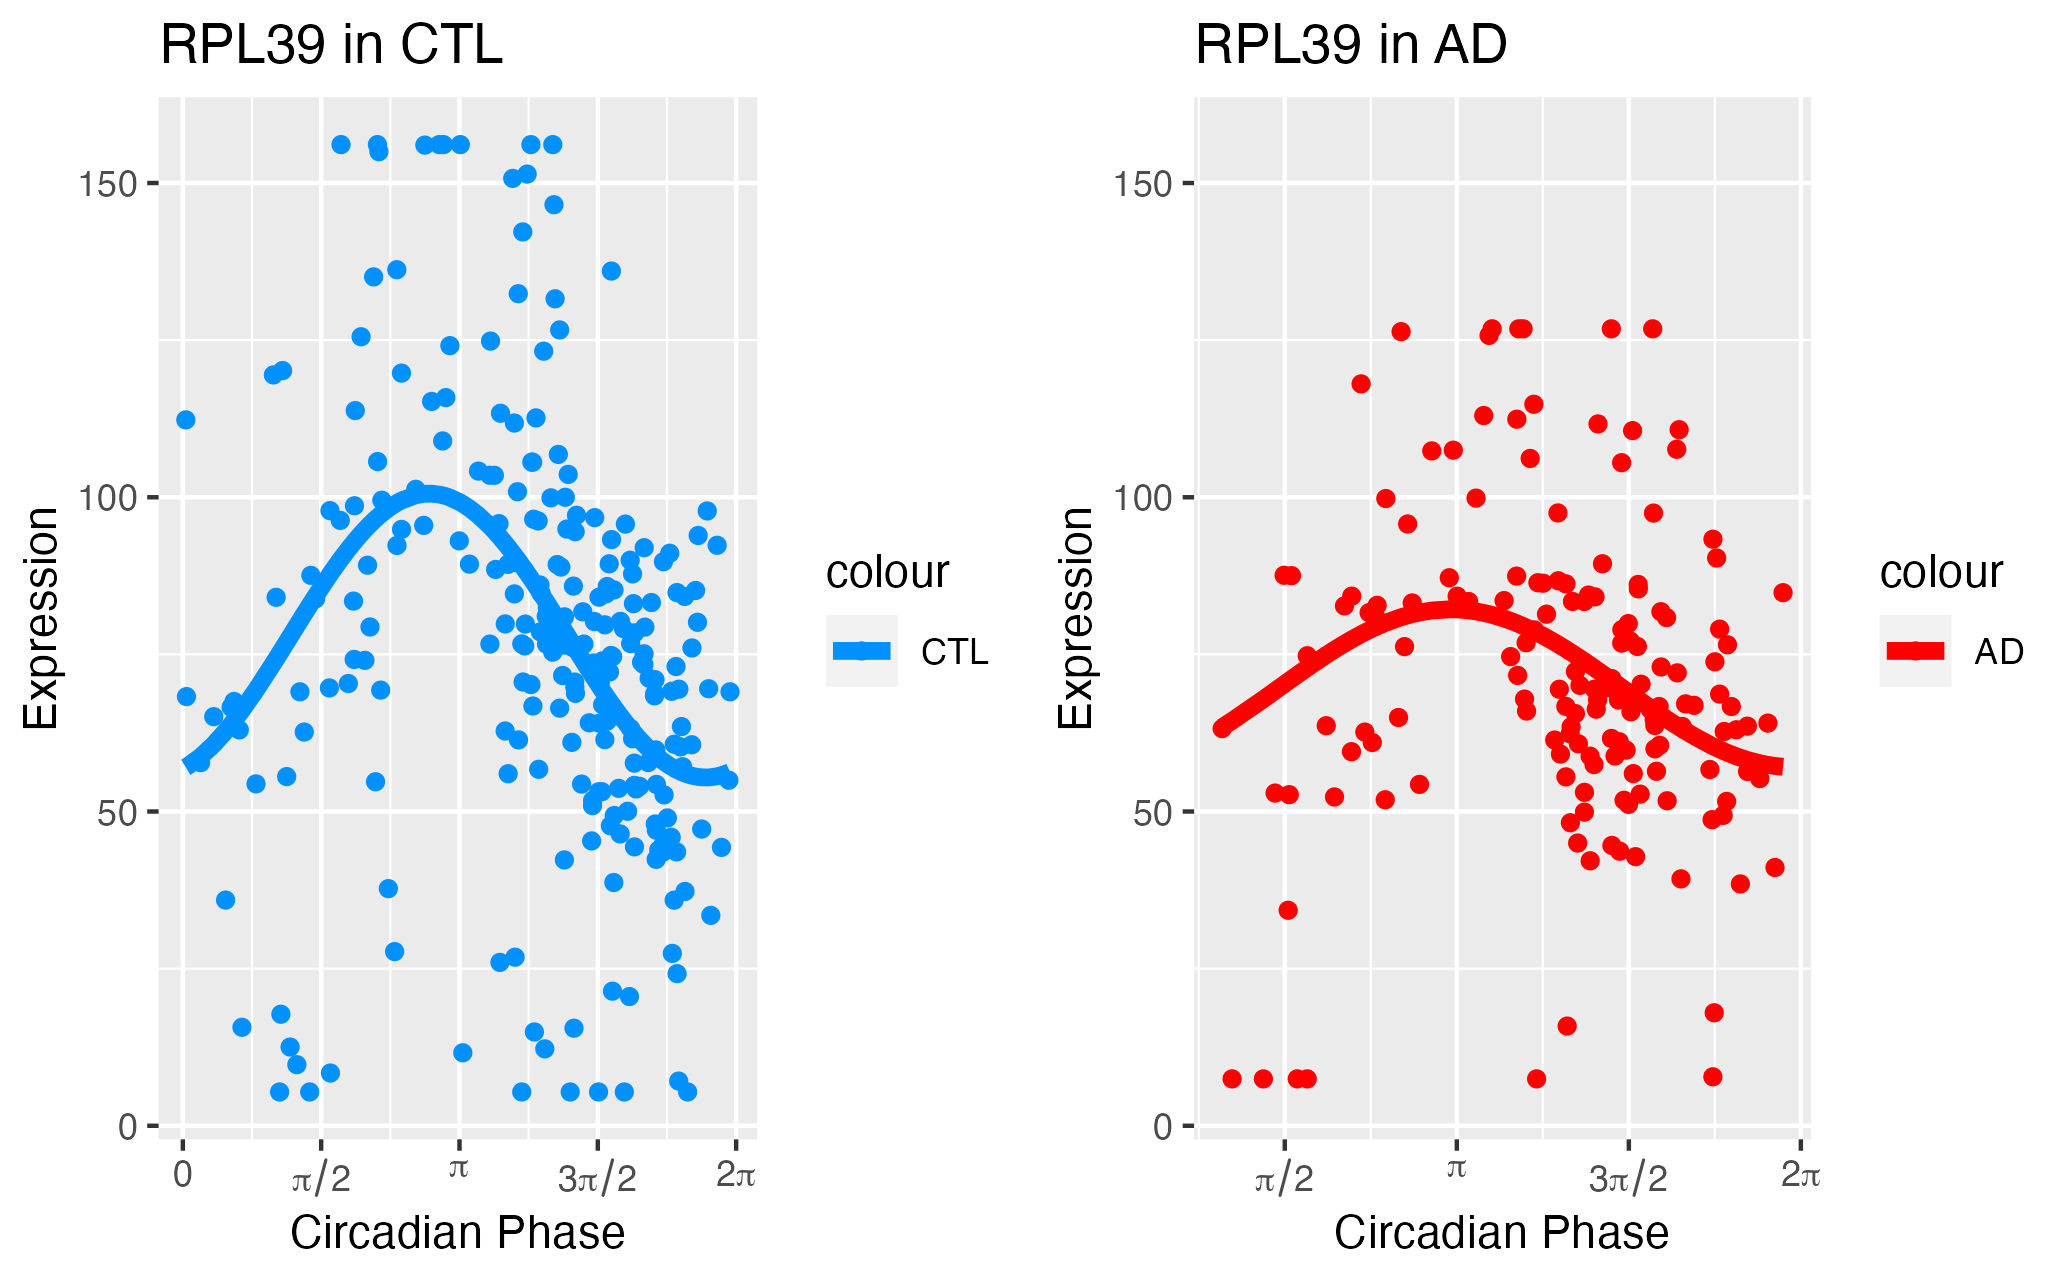 RPL39 in CTL
150
100
50
0
Expression
0
π/2
π
3π/2
2π
Circadian Phase
colour
CTL
RPL39 in AD
150
100
50
0
Expression
π/2
π
3π/2
2π
Circadian Phase
colour
AD